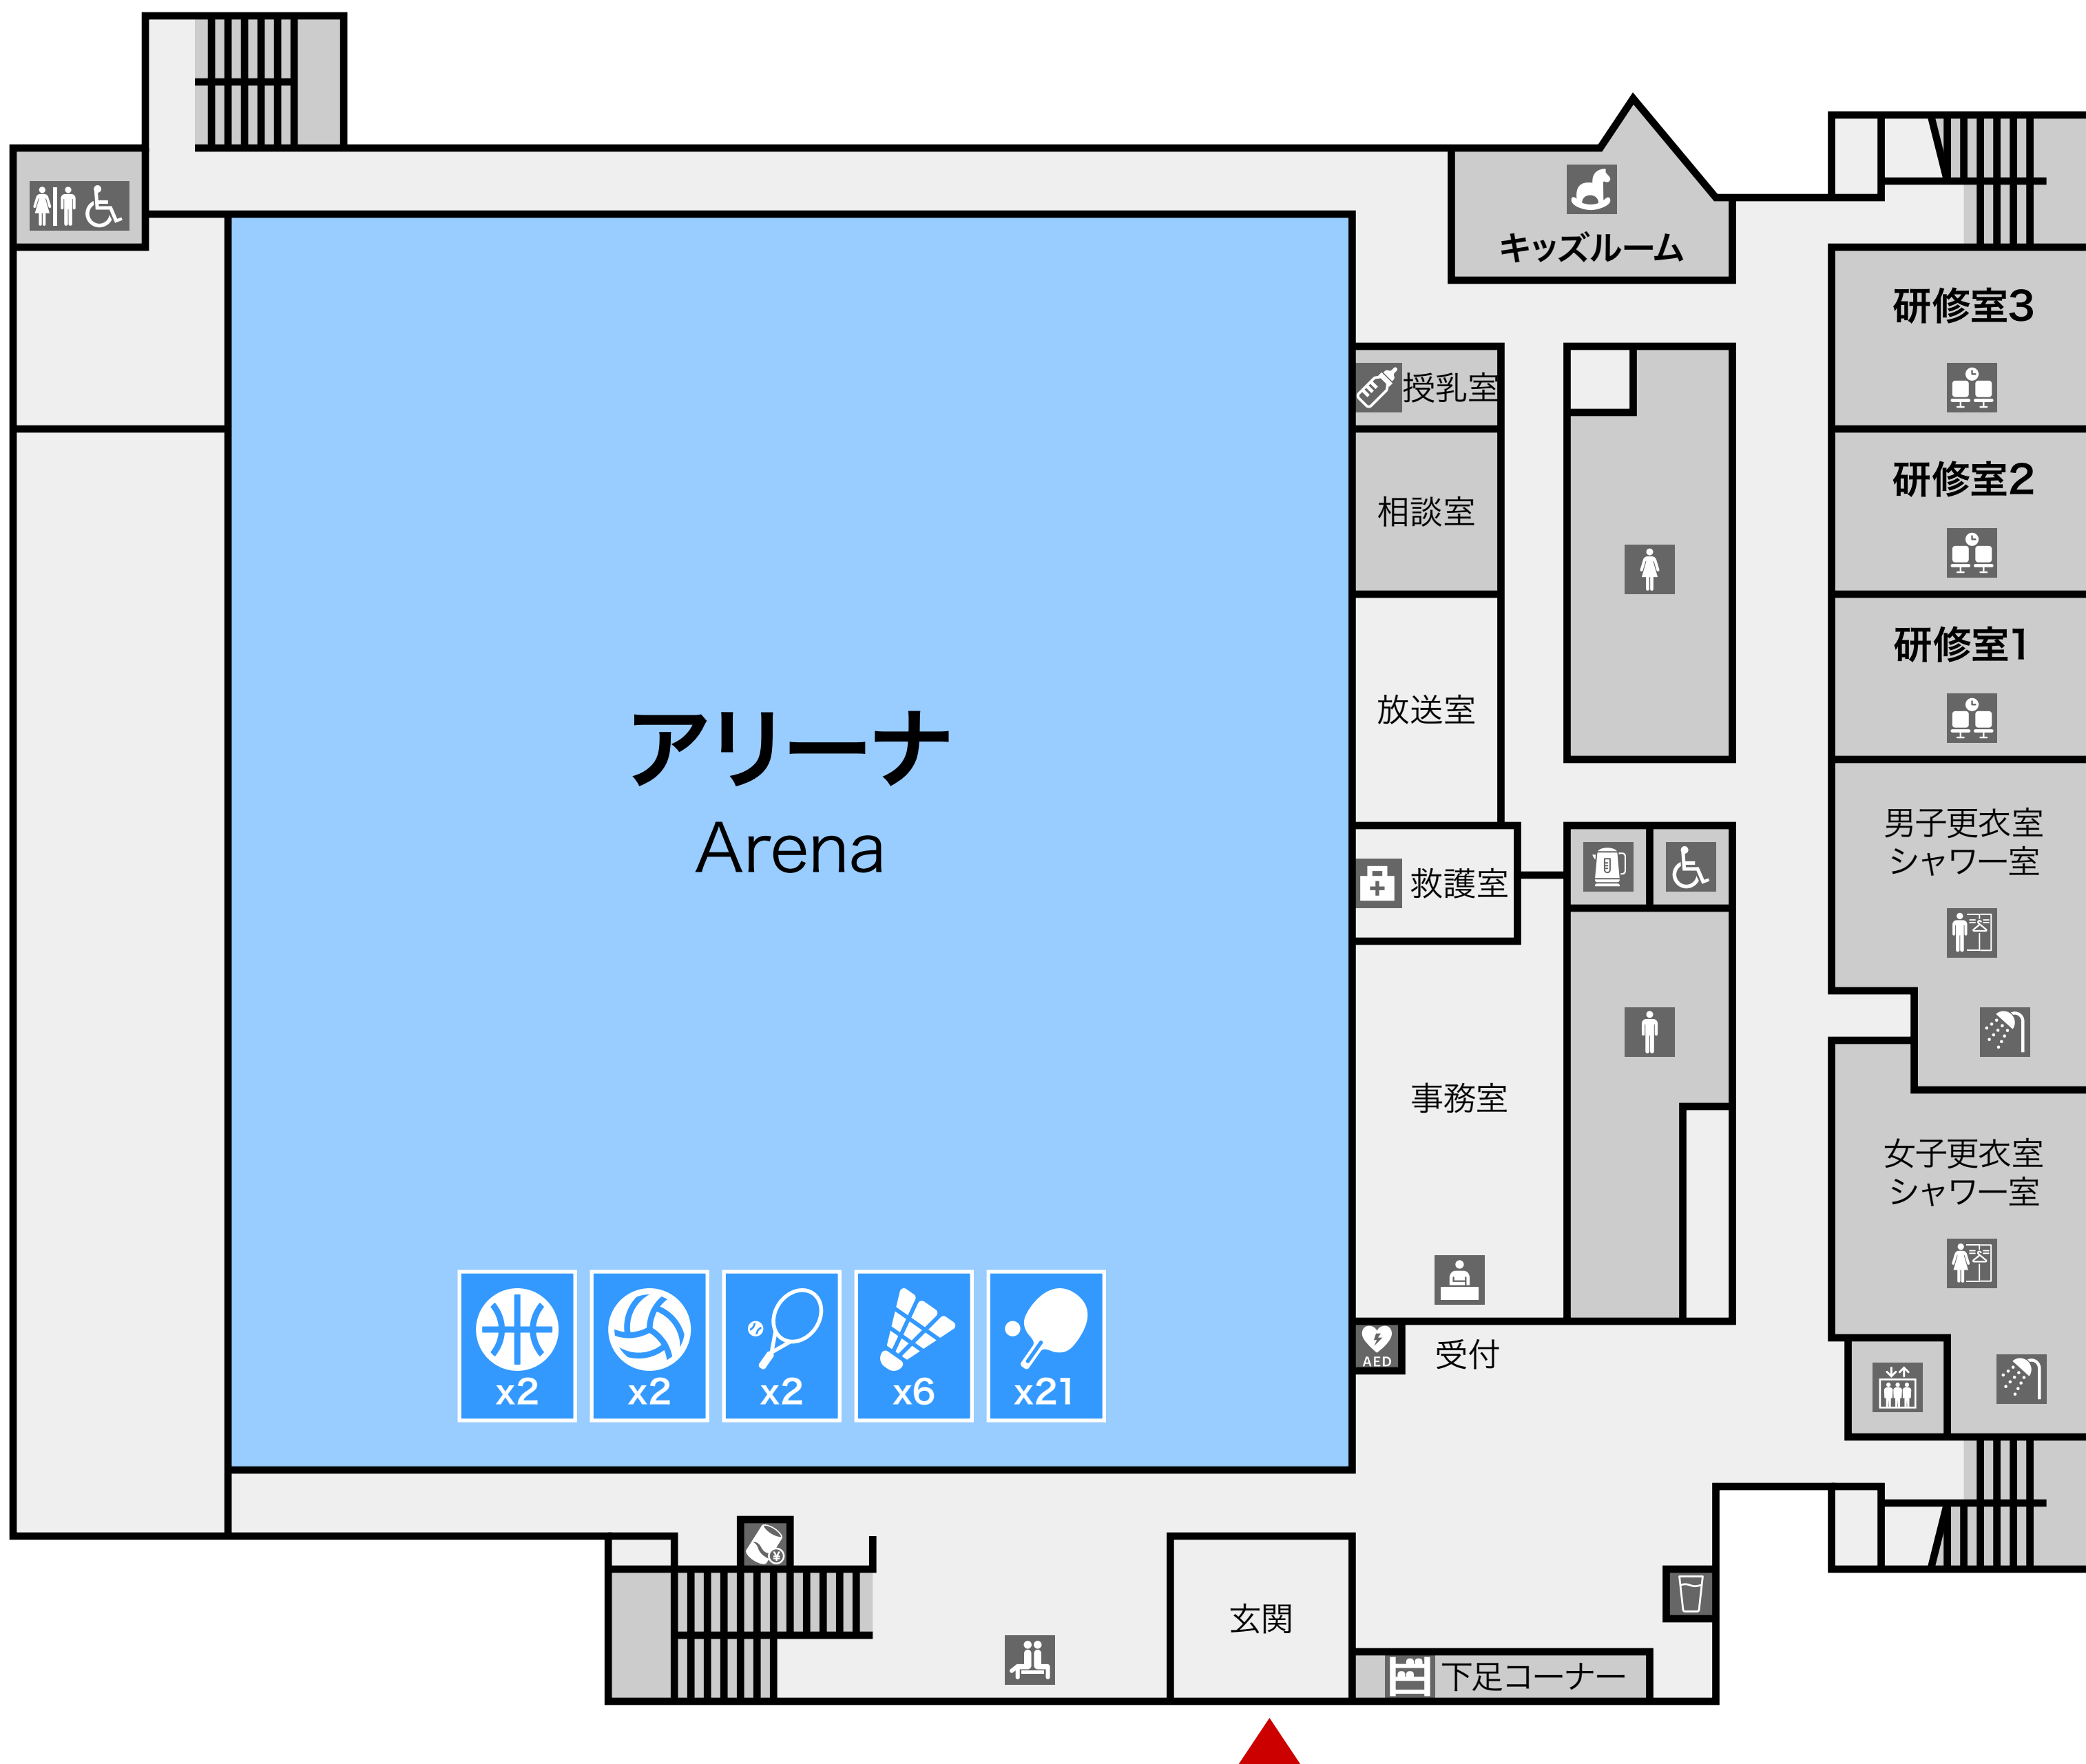 キッズルーム
研修室3
授乳室
研修室2
相談室
研修室1
放送室
アリーナ
Arena
男子更衣室
シャワー室
救護室
事務室
女子更衣室
シャワー室
AED
受付
x2
x2
x2
x6
x21
¥
玄関
下足コーナー